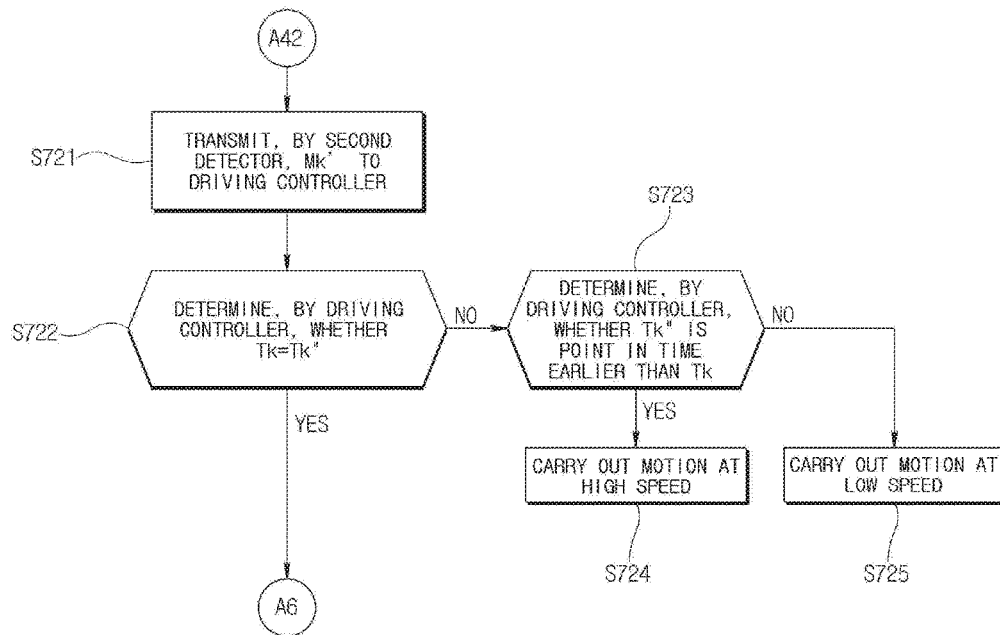 A42
S721
TRANSMIT, BY SECOND
DETECTOR, Mk' TO
DRIVING CONTROLLER
S722
DETERMINE, BY DRIVING
CONTROLLER, WHETHER
Tk=Tk"
NO
YES
S723
DETERMINE, BY
DRIVING CONTROLLER,
WHETHER Tk" IS
POINT IN TIME
EARLIER THAN Tk
NO
YES
CARRY OUT MOTION AT
HIGH SPEED
CARRY OUT MOTION AT
LOW SPEED
S724
S725
A6